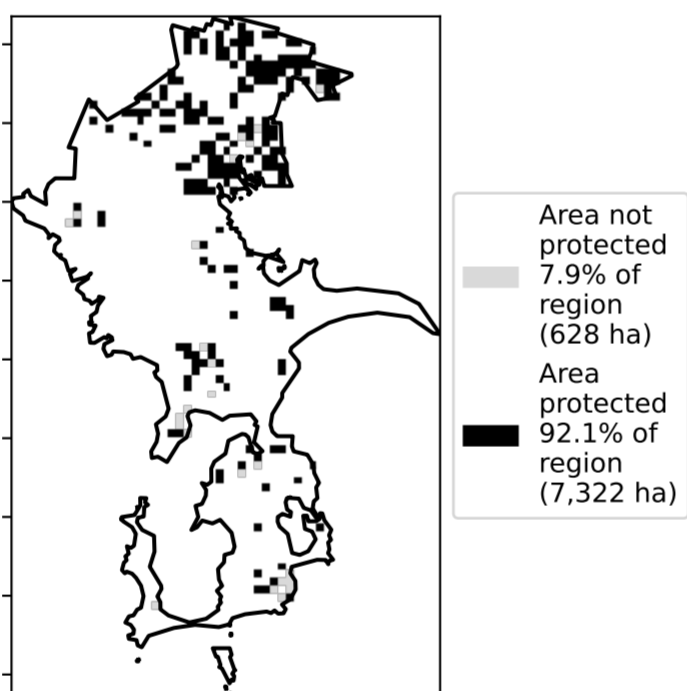 Area not
protected
7.9% of
region
(628 ha)
Area
protected
92.1% of
region
(7,322 ha)